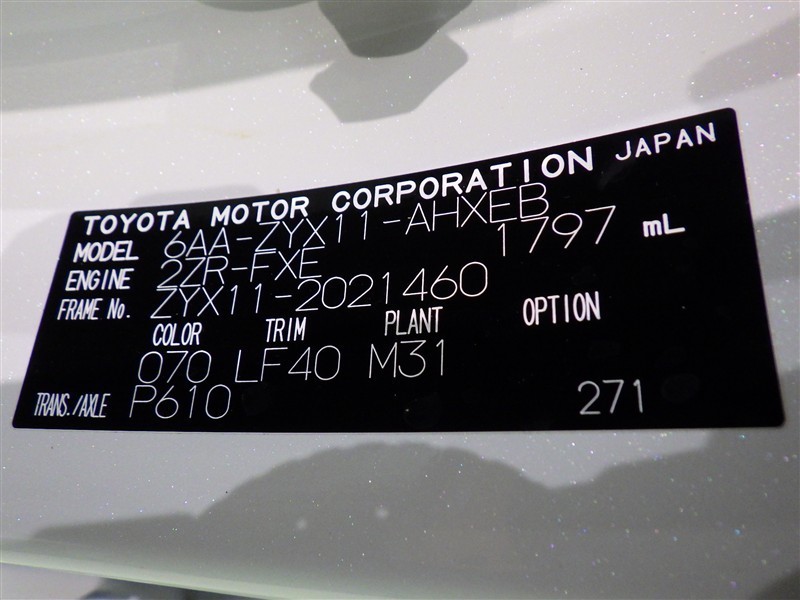 TOYOTA MOTOR CORPORATION JAPAN
MODEL 6AA-ZYX11-AHXEB
ENGINE 2ZR-FXE 1797 mL
FRAME No. ZYX11-2021460
COLOR TRIM PLANT OPTION
070 LF40 M31
TRANS./AXLE P610 271